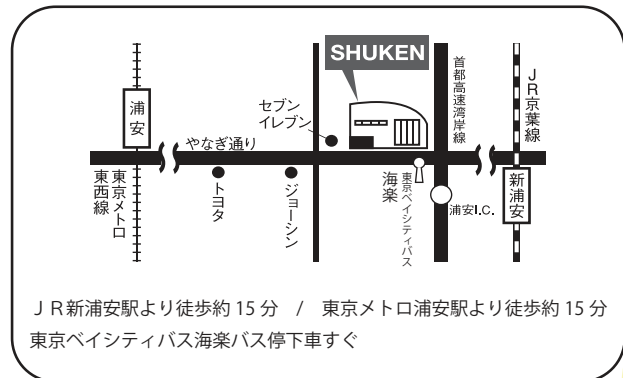 SHUKEN
浦安
セブン
イレブン
やなぎ通り
首都高速湾岸線
JR京葉線
東京メトロ
東西線
トヨタ
ジョーシン
東京ベイシティバス
海楽
浦安I.C.
新浦安
ＪＲ新浦安駅より徒歩約 15 分　/　東京メトロ浦安駅より徒歩約 15 分
東京ベイシティバス海楽バス停下車すぐ